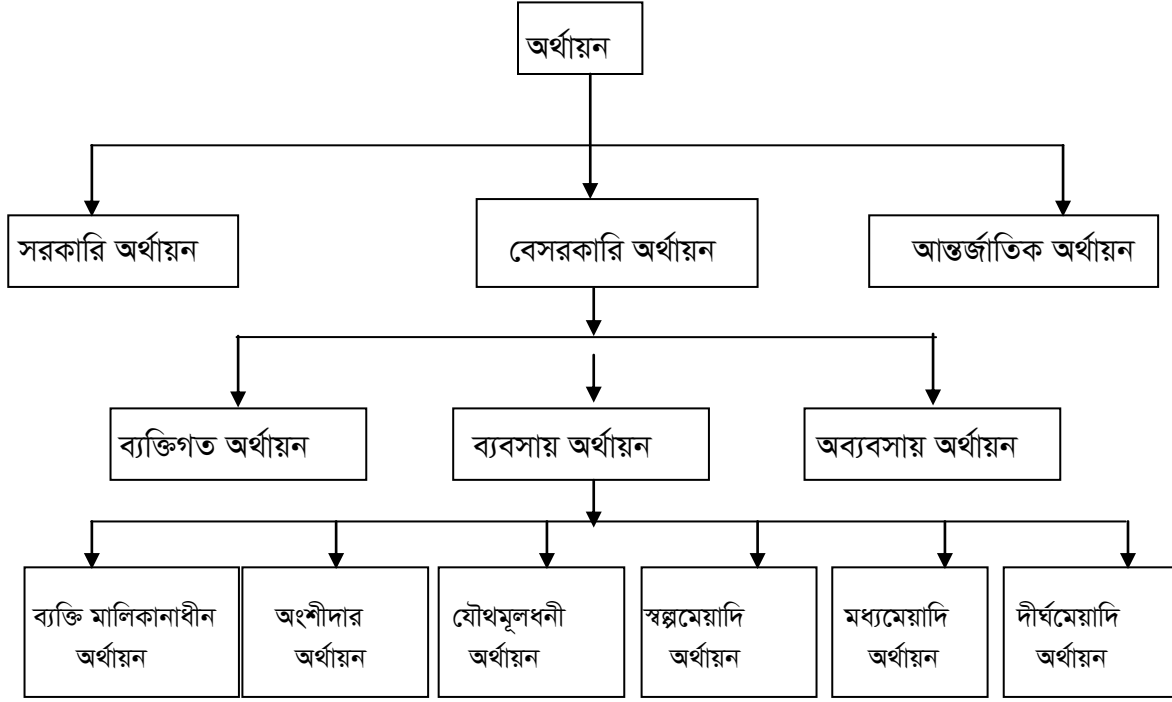 অর্থায়ন
সরকারি অর্থায়ন
বেসরকারি অর্থায়ন
আন্তর্জাতিক অর্থায়ন
ব্যক্তিগত অর্থায়ন
ব্যবসায় অর্থায়ন
অব্যবসায় অর্থায়ন
ব্যক্তি মালিকানাধীন
অর্থায়ন
অংশীদার
অর্থায়ন
যৌথমূলধনী
অর্থায়ন
স্বল্পমেয়াদি
অর্থায়ন
মধ্যমেয়াদি
অর্থায়ন
দীর্ঘমেয়াদি
অর্থায়ন